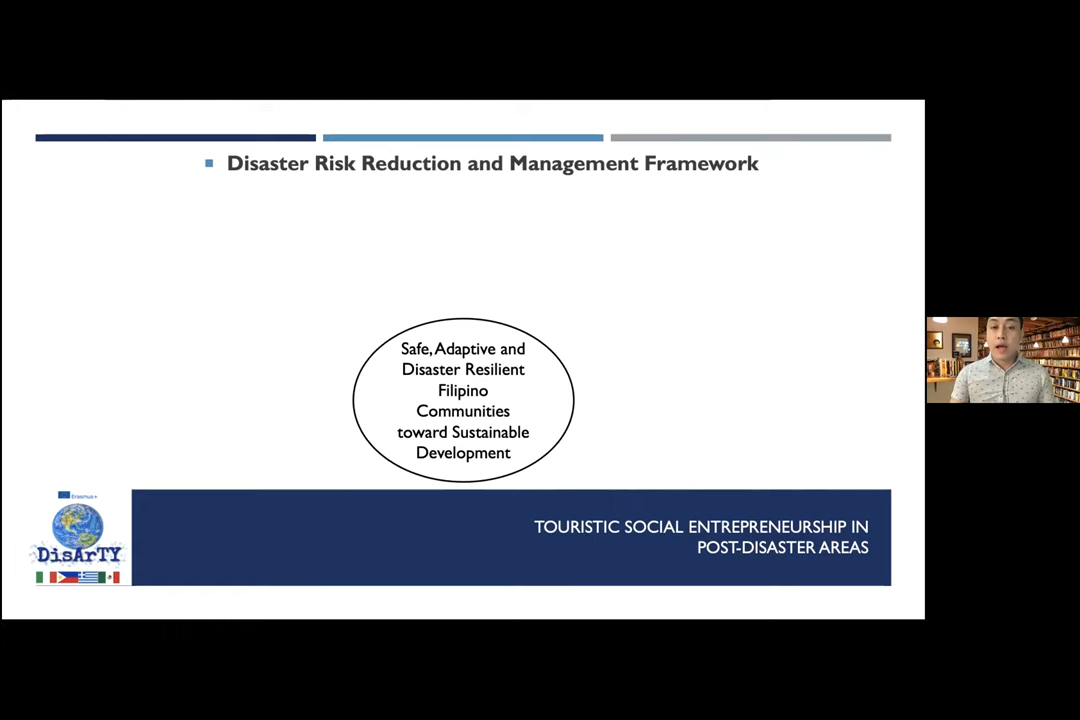 Disaster Risk Reduction and Management Framework
Safe, Adaptive and
Disaster Resilient
Filipino
Communities
toward Sustainable
Development
Erasmus+
DisArTY
TOURISTIC SOCIAL ENTREPRENEURSHIP IN
POST-DISASTER AREAS